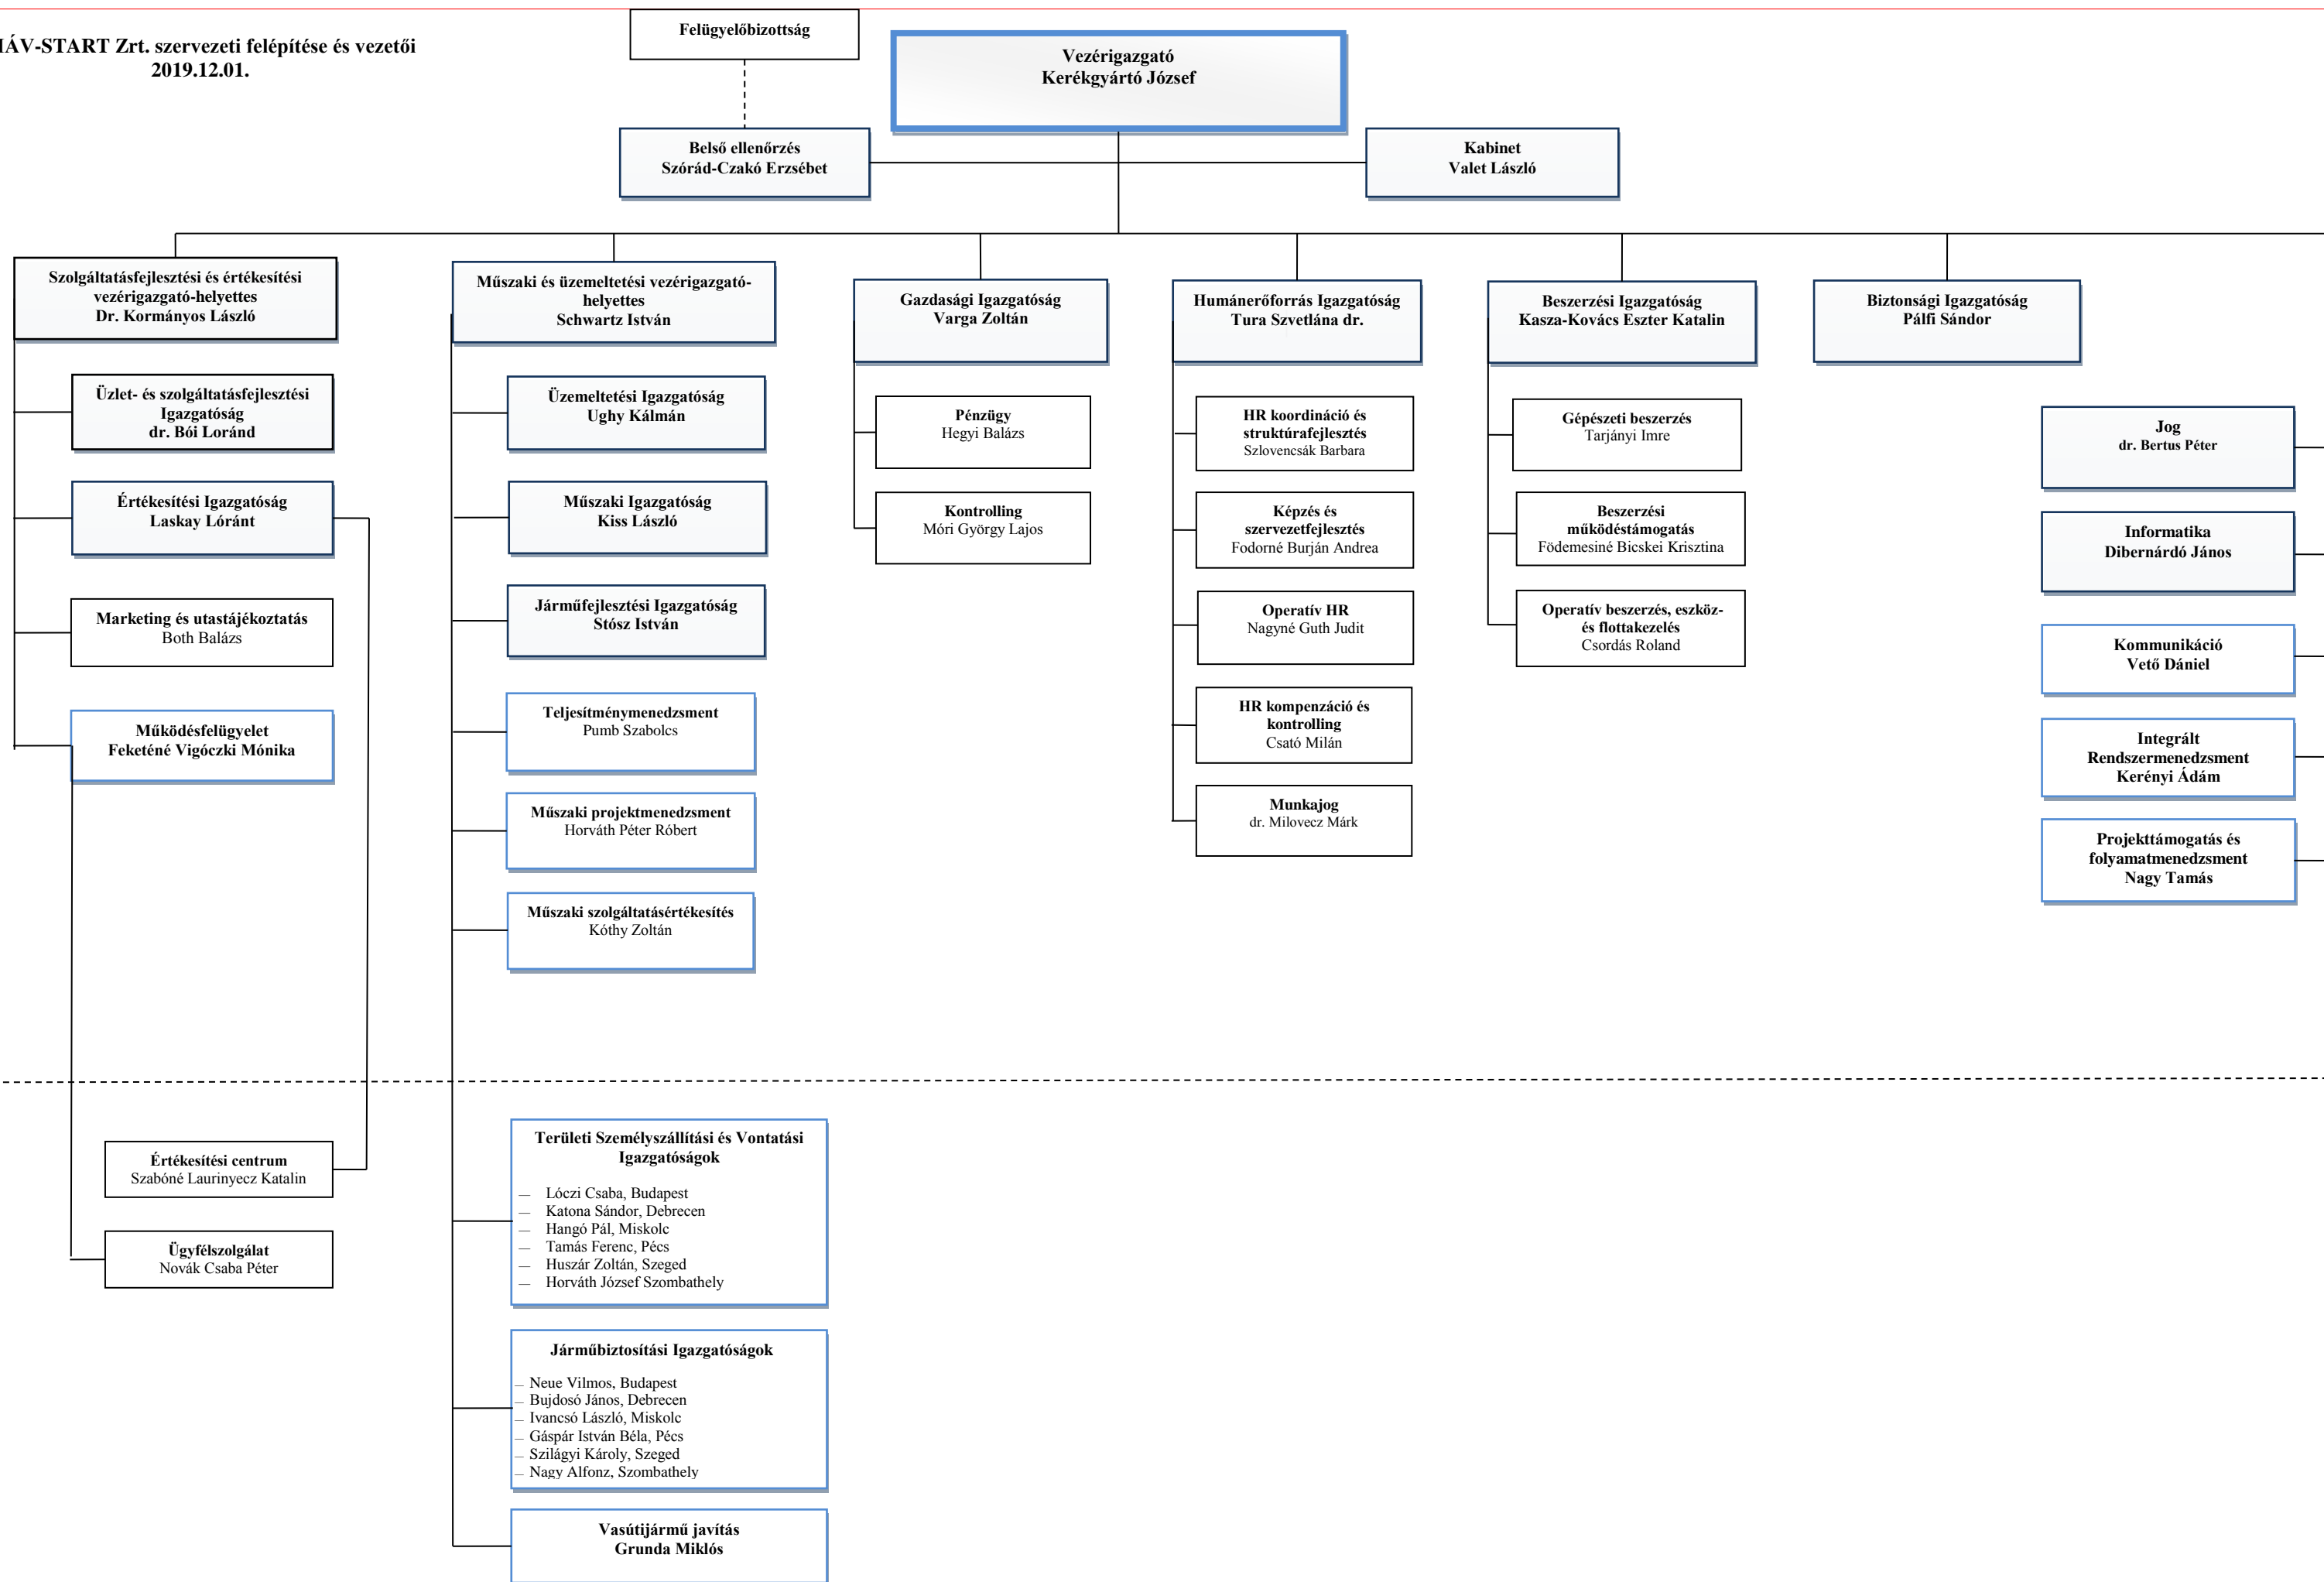 ÁV-START Zrt. szervezeti felépítése és vezetői
2019.12.01.
Felügyelőbizottság
Vezérigazgató
Kerékgyártó József
Belső ellenőrzés
Szórád-Czakó Erzsébet
Kabinet
Valet László
Szolgáltatásfejlesztési és értékesítési
vezérigazgató-helyettes
Dr. Kormányos László
Üzlet- és szolgáltatásfejlesztési
Igazgatóság
dr. Bói Loránd
Értékesítési Igazgatóság
Laskay Lóránt
Marketing és utastájékoztatás
Both Balázs
Működésfelügyelet
Feketéné Vigóczki Mónika
Értékesítési centrum
Szabóné Laurinyecz Katalin
Ügyfélszolgálat
Novák Csaba Péter
Műszaki és üzemeltetési vezérigazgató-
helyettes
Schwartz István
Üzemeltetési Igazgatóság
Ughy Kálmán
Műszaki Igazgatóság
Kiss László
Járműfejlesztési Igazgatóság
Stósz István
Teljesítménymenedzsment
Pumb Szabolcs
Műszaki projektmenedzsment
Horváth Péter Róbert
Műszaki szolgáltatásértékesítés
Kóthy Zoltán
Területi Személyszállítási és Vontatási
Igazgatóságok
— Lóczi Csaba, Budapest
— Katona Sándor, Debrecen
— Hangó Pál, Miskolc
— Tamás Ferenc, Pécs
— Huszár Zoltán, Szeged
— Horváth József Szombathely
Járműbiztosítási Igazgatóságok
– Neue Vilmos, Budapest
– Bujdosó János, Debrecen
– Ivancsó László, Miskolc
– Gáspár István Béla, Pécs
– Szilágyi Károly, Szeged
– Nagy Alfonz, Szombathely
Vasútijármű javítás
Grunda Miklós
Gazdasági Igazgatóság
Varga Zoltán
Pénzügy
Hegyi Balázs
Kontrolling
Móri György Lajos
Humánerőforrás Igazgatóság
Tura Szvetlána dr.
HR koordináció és
struktúrafejlesztés
Szlovencsák Barbara
Képzés és
szervezetfejlesztés
Fodorné Burján Andrea
Operatív HR
Nagyné Guth Judit
HR kompenzáció és
kontrolling
Csató Milán
Munkajog
dr. Milovecz Márk
Beszerzési Igazgatóság
Kasza-Kovács Eszter Katalin
Gépészeti beszerzés
Tarjányi Imre
Beszerzési
működéstámogatás
Födemesiné Bicskei Krisztina
Operatív beszerzés, eszköz-
és flottakezelés
Csordás Roland
Biztonsági Igazgatóság
Pálfi Sándor
Jog
dr. Bertus Péter
Informatika
Dibernárdó János
Kommunikáció
Vető Dániel
Integrált
Rendszermenedzsment
Kerényi Ádám
Projekttámogatás és
folyamatmenedzsment
Nagy Tamás